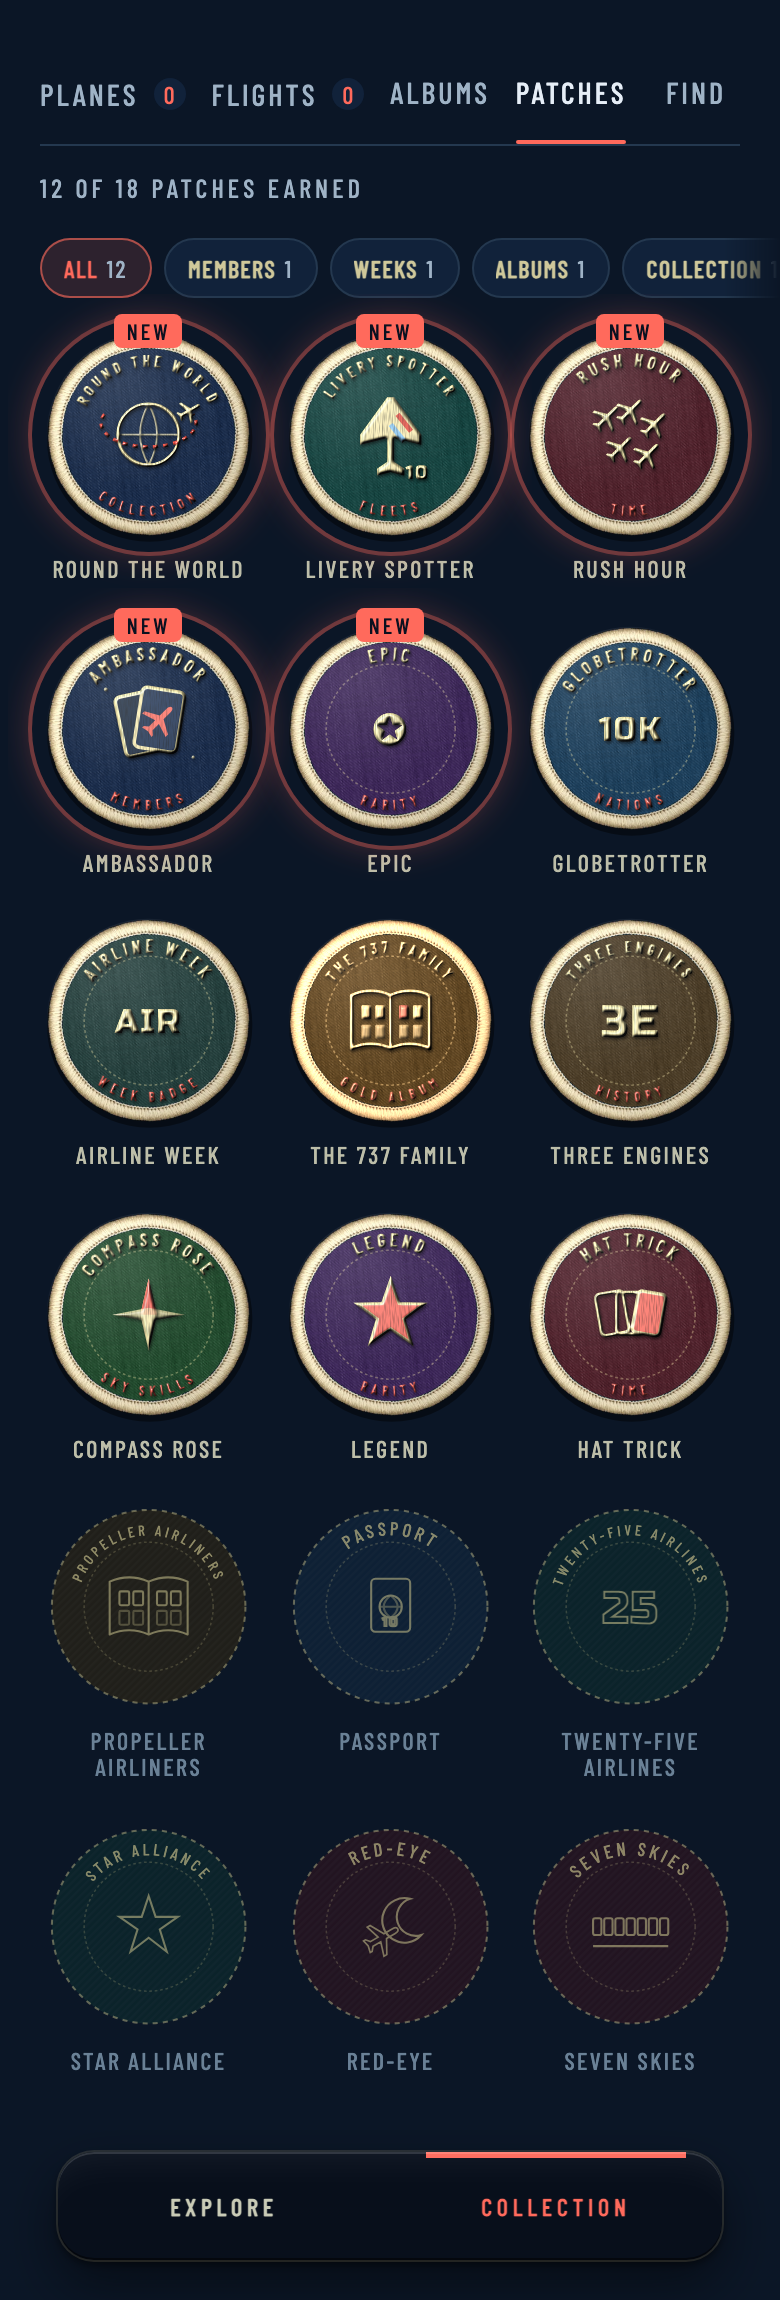 PLANES 0 FLIGHTS 0 ALBUMS PATCHES FIND
12 OF 18 PATCHES EARNED
ALL 12 MEMBERS 1 WEEKS 1 ALBUMS 1 COLLECTION
NEW NEW NEW
ROUND THE WORLD LIVERY SPOTTER RUSH HOUR
10
COLLECTION FLEETS TIME
ROUND THE WORLD LIVERY SPOTTER RUSH HOUR
NEW NEW
AMBASSADOR EPIC GLOBETROTTER
10K
MEMBERS RARITY NATIONS
AMBASSADOR EPIC GLOBETROTTER
AIRLINE WEEK THE 737 FAMILY THREE ENGINES
AIR 3E
WEEK BADGE GOLD ALBUM HISTORY
AIRLINE WEEK THE 737 FAMILY THREE ENGINES
COMPASS ROSE LEGEND HAT TRICK
SKY SKILLS RARITY TIME
COMPASS ROSE LEGEND HAT TRICK
PROPELLER AIRLINERS PASSPORT TWENTY-FIVE AIRLINES
10 25
PROPELLER PASSPORT TWENTY-FIVE
AIRLINERS AIRLINES
STAR ALLIANCE RED-EYE SEVEN SKIES
STAR ALLIANCE RED-EYE SEVEN SKIES
EXPLORE COLLECTION